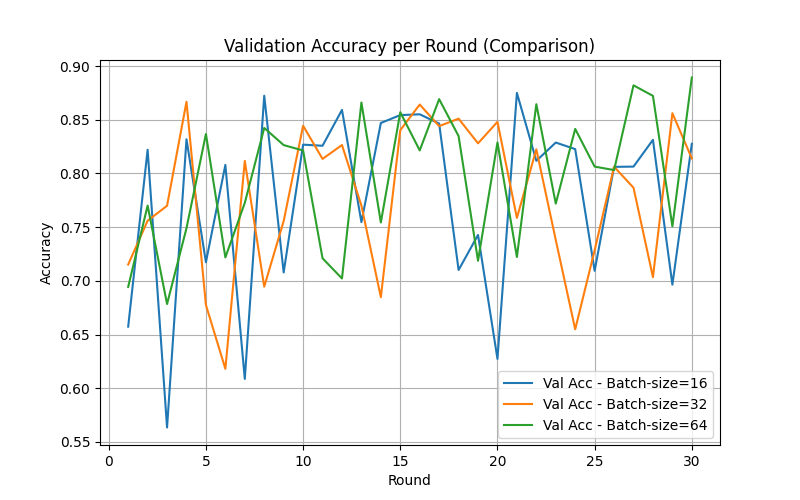 Validation Accuracy per Round (Comparison)
0.90
0.85
0.80
0.75
0.70
0.65
0.60
0.55
Accuracy
Val Acc - Batch-size=16
Val Acc - Batch-size=32
Val Acc - Batch-size=64
0 5 10 15 20 25 30
Round